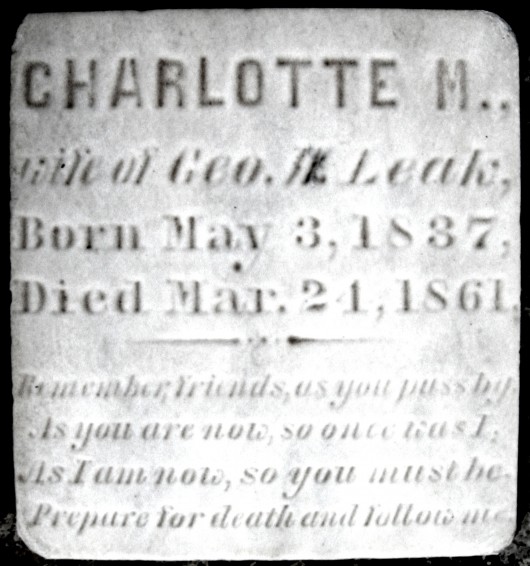 CHARLOTTE M.,
wife of Geo. Leak,
Born May 3, 1837,
Died Mar. 24, 1861.
Remember, friends, as you pass by,
As you are now, so once was I,
As I am now, so you must be.
Prepare for death and follow me